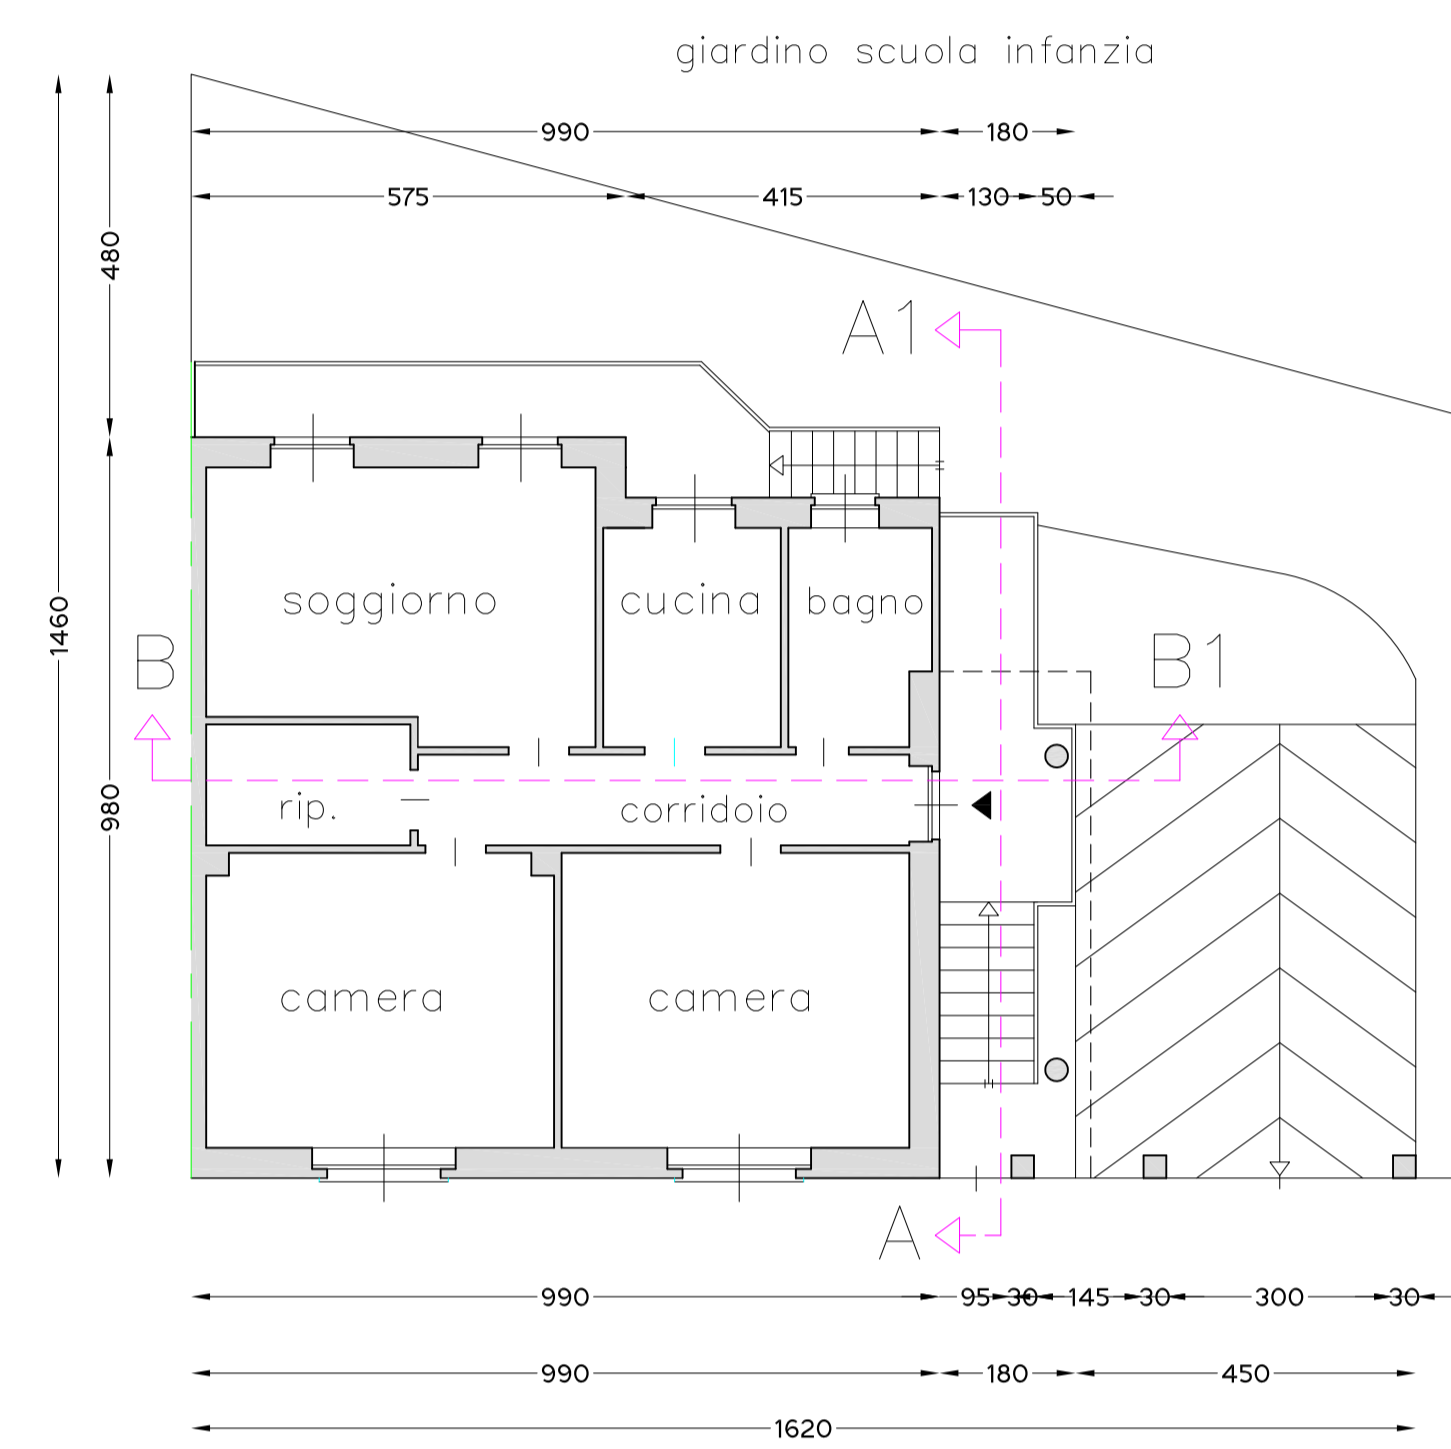 giardino scuola infanzia
990 180
575 415 130 50
480
A1
soggiorno cucina bagno
1460
B B1
980
rip. corridoio
camera camera
A
990 95 30 145 30 300 30
990 180 450
1620